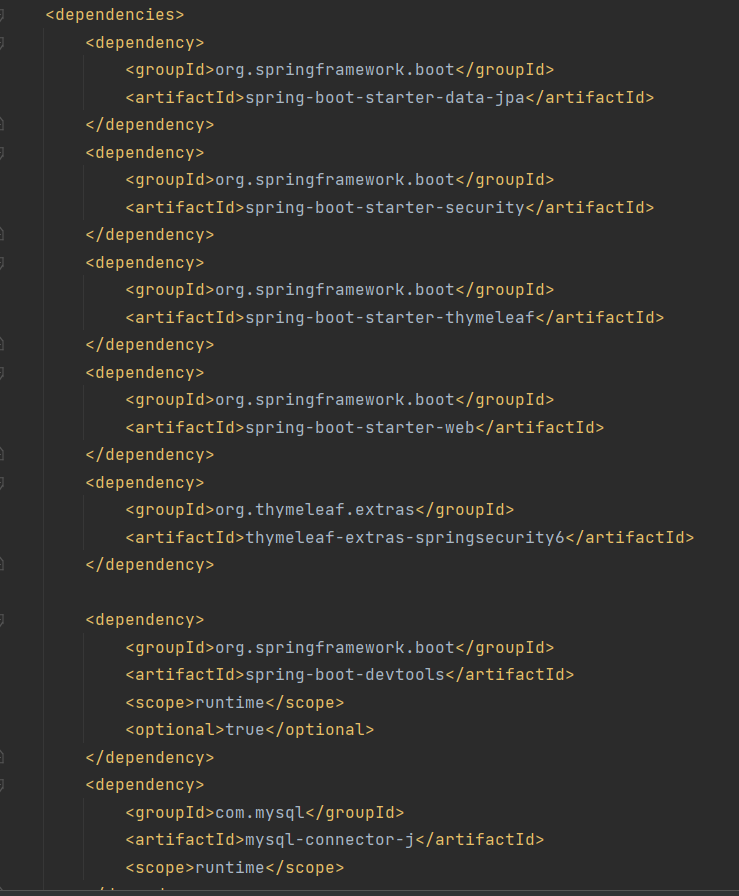 <dependencies>
<dependency>
<groupId>org.springframework.boot</groupId>
<artifactId>spring-boot-starter-data-jpa</artifactId>
</dependency>
<dependency>
<groupId>org.springframework.boot</groupId>
<artifactId>spring-boot-starter-security</artifactId>
</dependency>
<dependency>
<groupId>org.springframework.boot</groupId>
<artifactId>spring-boot-starter-thymeleaf</artifactId>
</dependency>
<dependency>
<groupId>org.springframework.boot</groupId>
<artifactId>spring-boot-starter-web</artifactId>
</dependency>
<dependency>
<groupId>org.thymeleaf.extras</groupId>
<artifactId>thymeleaf-extras-springsecurity6</artifactId>
</dependency>
<dependency>
<groupId>org.springframework.boot</groupId>
<artifactId>spring-boot-devtools</artifactId>
<scope>runtime</scope>
<optional>true</optional>
</dependency>
<dependency>
<groupId>com.mysql</groupId>
<artifactId>mysql-connector-j</artifactId>
<scope>runtime</scope>